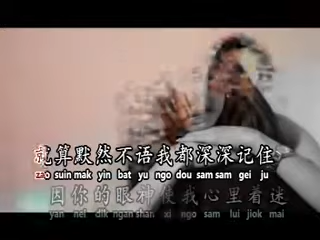 就算默然不语我都深深记住
zao suin mak yin bat yu ngo dou sam sam gei ju
因你的眼神使我心里着迷
yan nei dik ngan shan xi ngo sam lui jiok mai